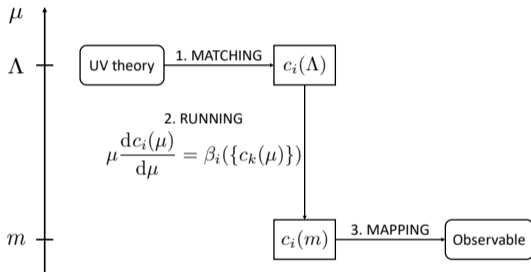 μ
Λ
UV theory
1. MATCHING
c_i(Λ)
2. RUNNING
μ dc_i(μ)/dμ = β_i({c_k(μ)})
m
c_i(m)
3. MAPPING
Observable